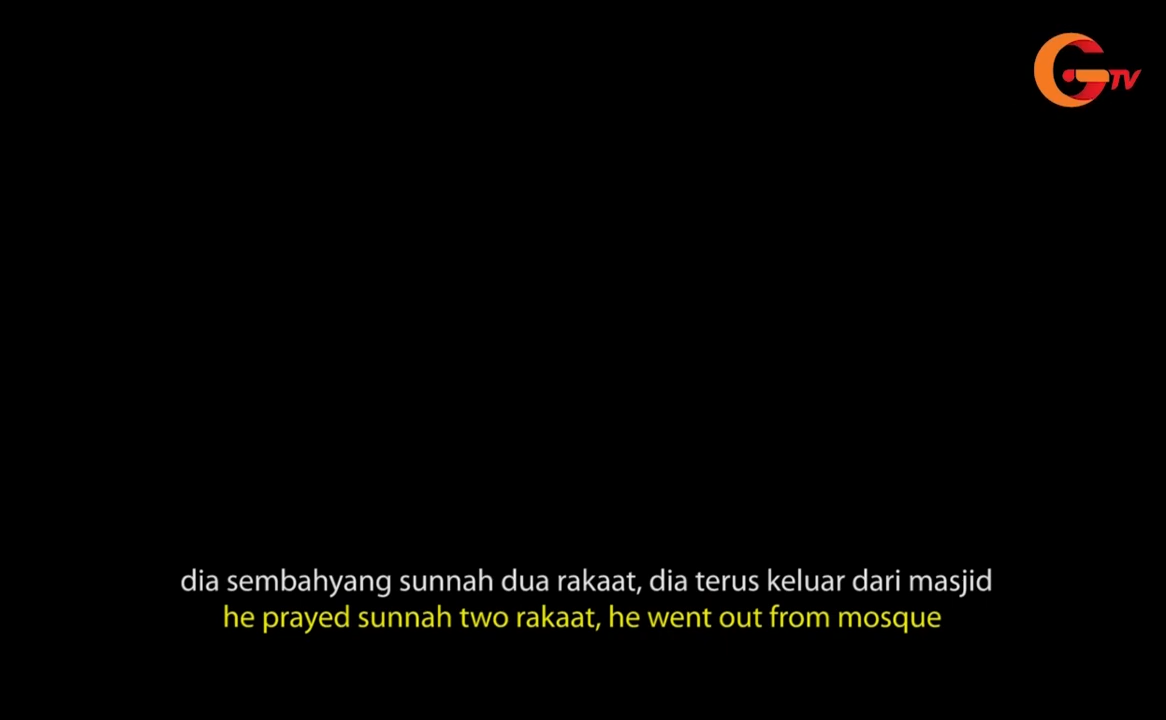 GTV
dia sembahyang sunnah dua rakaat, dia terus keluar dari masjid
he prayed sunnah two rakaat, he went out from mosque